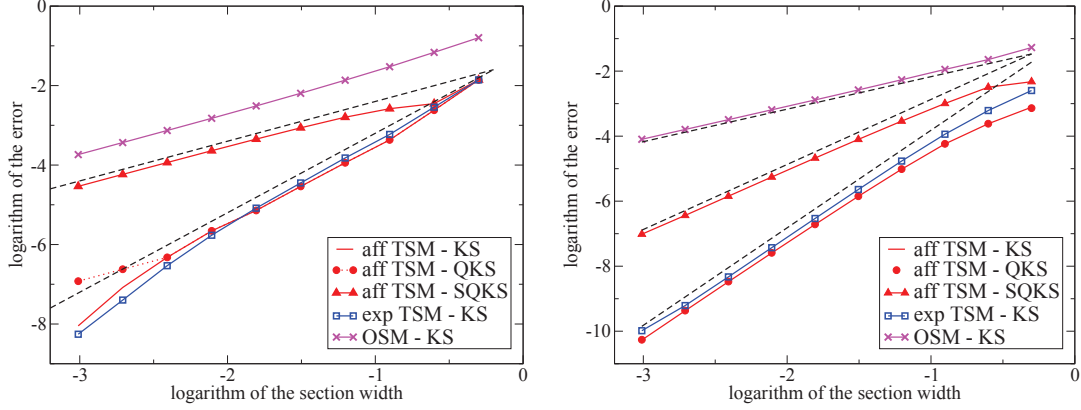 0
-2
-4
-6
-8
-3
-2
-1
0
logarithm of the error
logarithm of the section width
aff TSM - KS
aff TSM - QKS
aff TSM - SQKS
exp TSM - KS
OSM - KS
0
-2
-4
-6
-8
-10
-3
-2
-1
0
logarithm of the error
logarithm of the section width
aff TSM - KS
aff TSM - QKS
aff TSM - SQKS
exp TSM - KS
OSM - KS